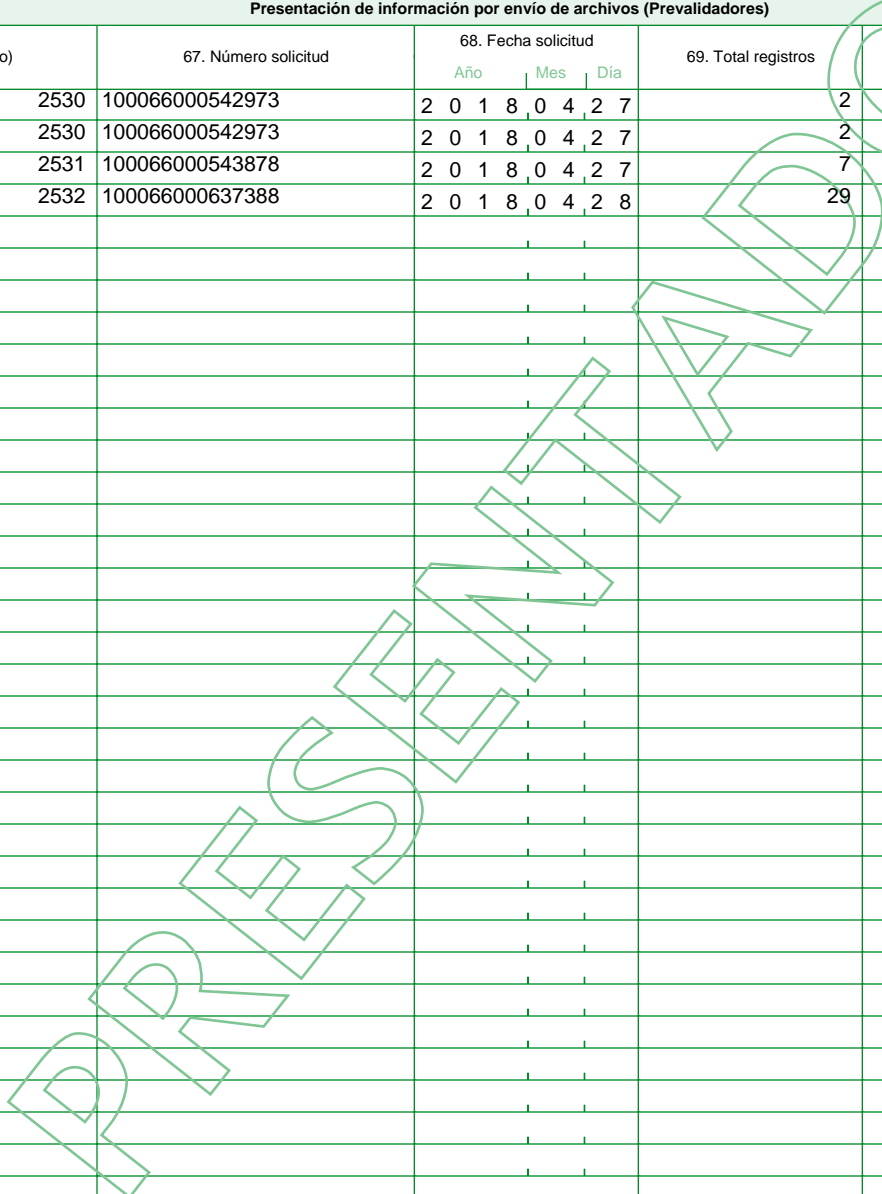 Presentación de información por envío de archivos (Prevalidadores)
o) 67. Número solicitud 68. Fecha solicitud 69. Total registros
Año Mes Día
2530 100066000542973 2 0 1 8 0 4 2 7 2
2530 100066000542973 2 0 1 8 0 4 2 7 2
2531 100066000543878 2 0 1 8 0 4 2 7 7
2532 100066000637388 2 0 1 8 0 4 2 8 29
PRESENTADO